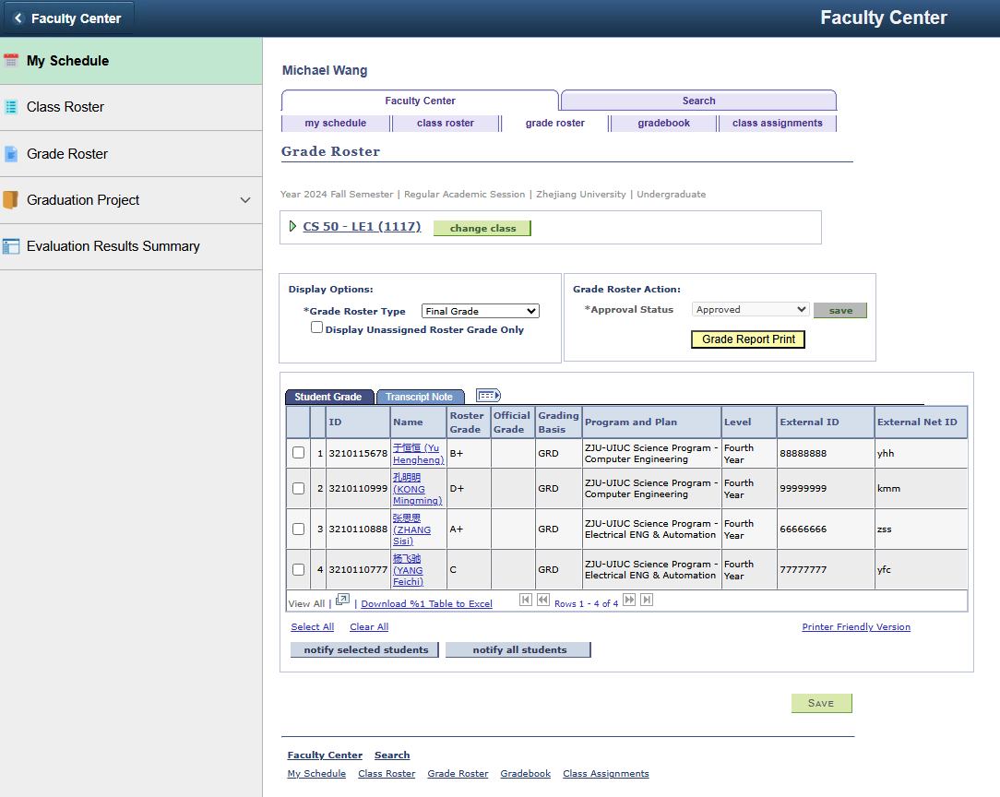 Faculty Center
Faculty Center
My Schedule
Class Roster
Grade Roster
Graduation Project
Evaluation Results Summary
Michael Wang
Faculty Center
Search
my schedule
class roster
grade roster
gradebook
class assignments
Grade Roster
Year 2024 Fall Semester | Regular Academic Session | Zhejiang University | Undergraduate
CS 50 - LE1 (1117)
change class
Display Options:
*Grade Roster Type
Final Grade
Display Unassigned Roster Grade Only
Grade Roster Action:
*Approval Status
Approved
save
Grade Report Print
Student Grade
Transcript Note
ID
Name
Roster
Grade
Official
Grade
Grading
Basis
Program and Plan
Level
External ID
External Net ID
1
3210115678
于恒恒 (Yu
Hengheng)
B+
GRD
ZJU-UIUC Science Program -
Computer Engineering
Fourth
Year
88888888
yhh
2
3210110999
孔明明
(KONG
Mingming)
D+
GRD
ZJU-UIUC Science Program -
Computer Engineering
Fourth
Year
99999999
kmm
3
3210110888
张思思
(ZHANG
Sisi)
A+
GRD
ZJU-UIUC Science Program -
Electrical ENG & Automation
Fourth
Year
66666666
zss
4
3210110777
杨飞驰
(YANG
Feichi)
C
GRD
ZJU-UIUC Science Program -
Electrical ENG & Automation
Fourth
Year
77777777
yfc
View All | | Download %1 Table to Excel
Rows 1 - 4 of 4
Select All
Clear All
Printer Friendly Version
notify selected students
notify all students
SAVE
Faculty Center
Search
My Schedule
Class Roster
Grade Roster
Gradebook
Class Assignments